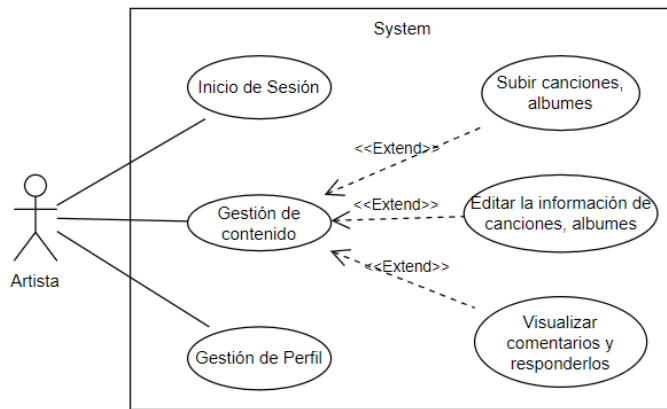 System
Inicio de Sesión
Subir canciones,
albumes
<<Extend>>
<<Extend>>
Gestión de
contenido
Editar la información de
canciones, albumes
<<Extend>>
Artista
Gestión de Perfil
Visualizar
comentarios y
responderlos